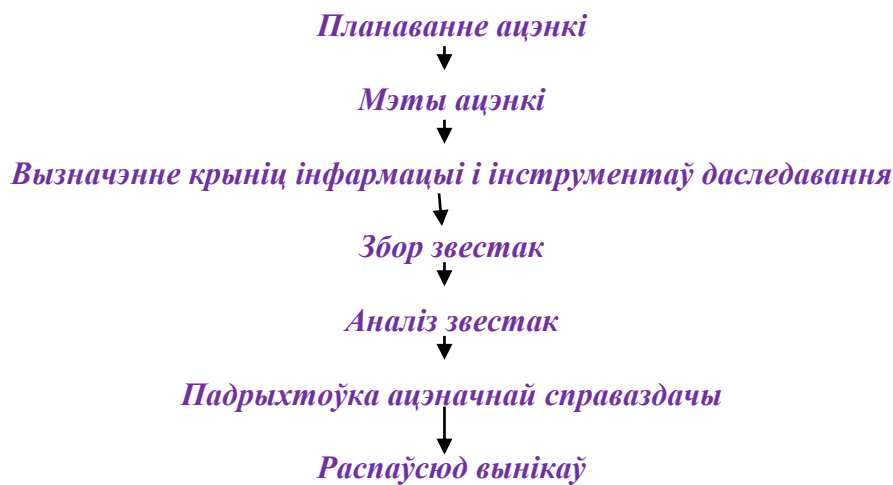 Планаванне ацэнкі
Мэты ацэнкі
Вызначэнне крыніц інфармацыі і інструментаў даследавання
Збор звестак
Аналіз звестак
Падрыхтоўка ацэначнай справаздачы
Распаўсюд вынікаў